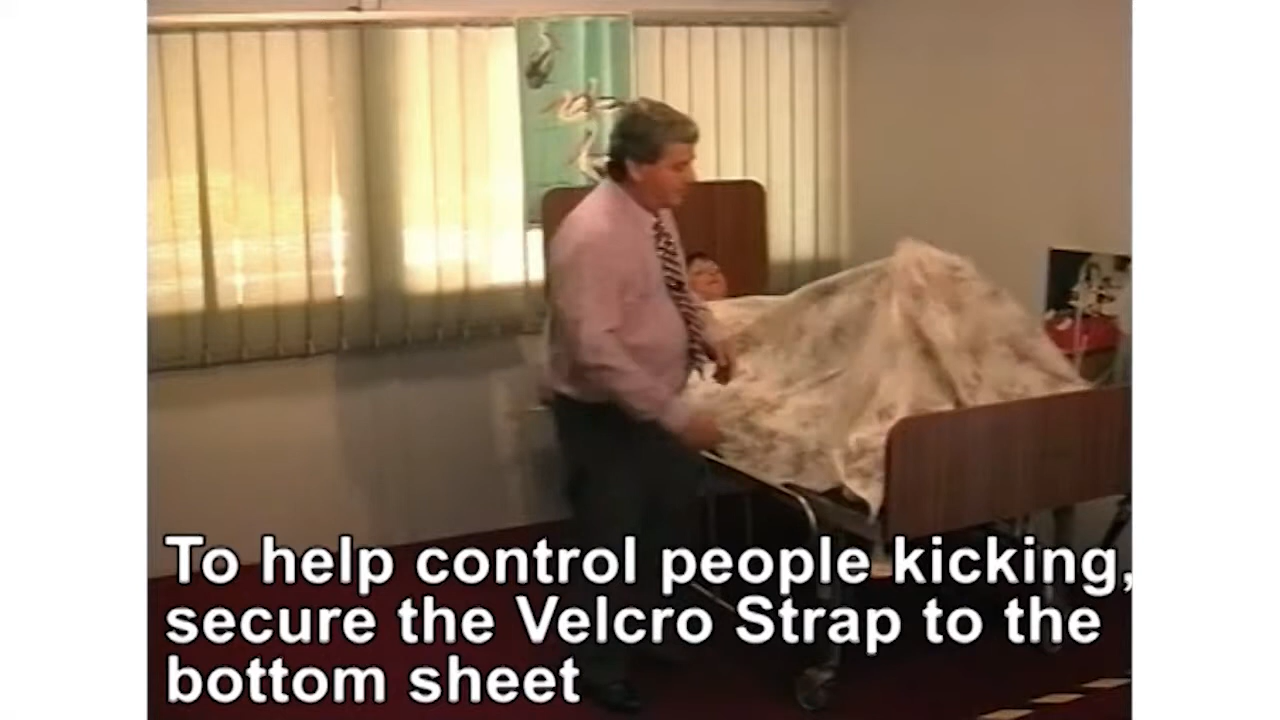 To help control people kicking,
secure the Velcro Strap to the
bottom sheet